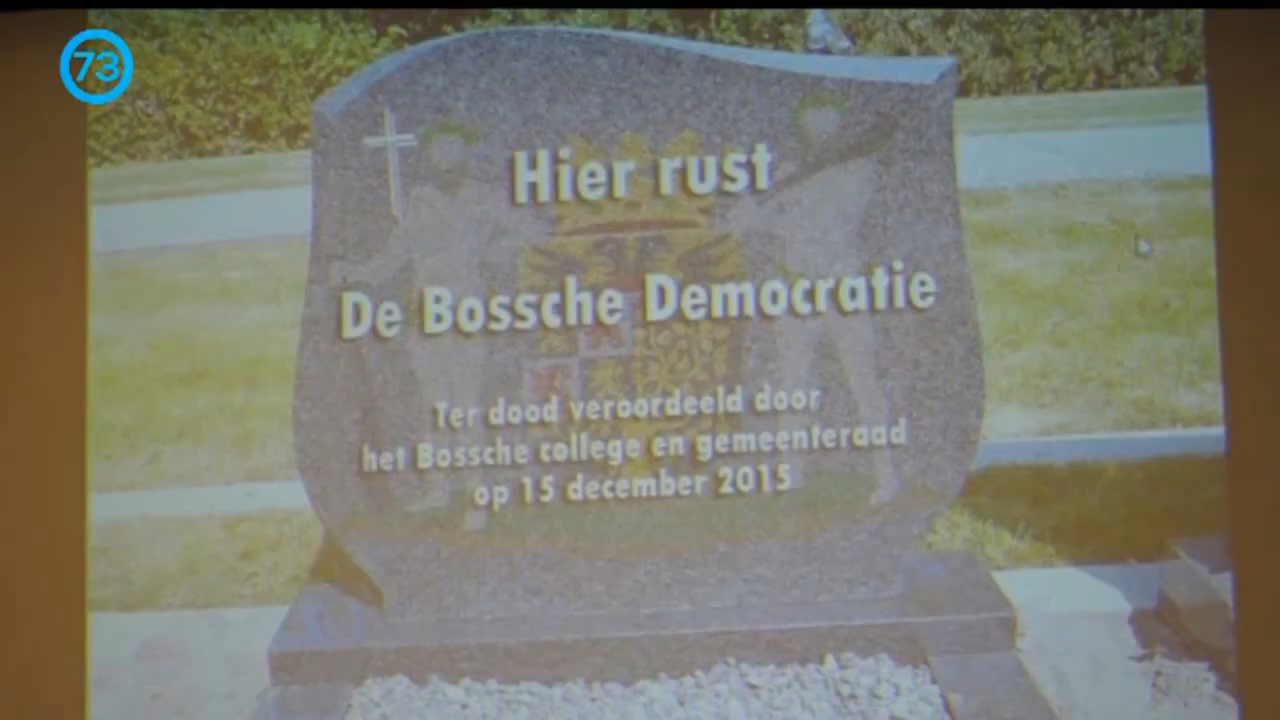 73
Hier rust
De Bossche Democratie
Ter dood veroordeeld door
het Bossche college en gemeenteraad
op 15 december 2015